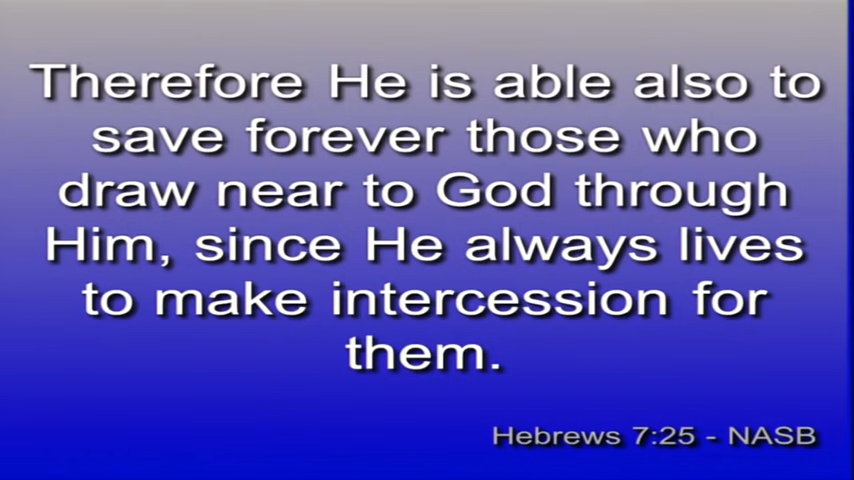 Therefore He is able also to
save forever those who
draw near to God through
Him, since He always lives
to make intercession for
them.
Hebrews 7:25 - NASB